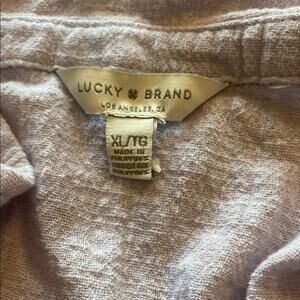 LUCKY BRAND
LOS ANGELES, CA
XL/TG
MADE IN
PHILIPPINES